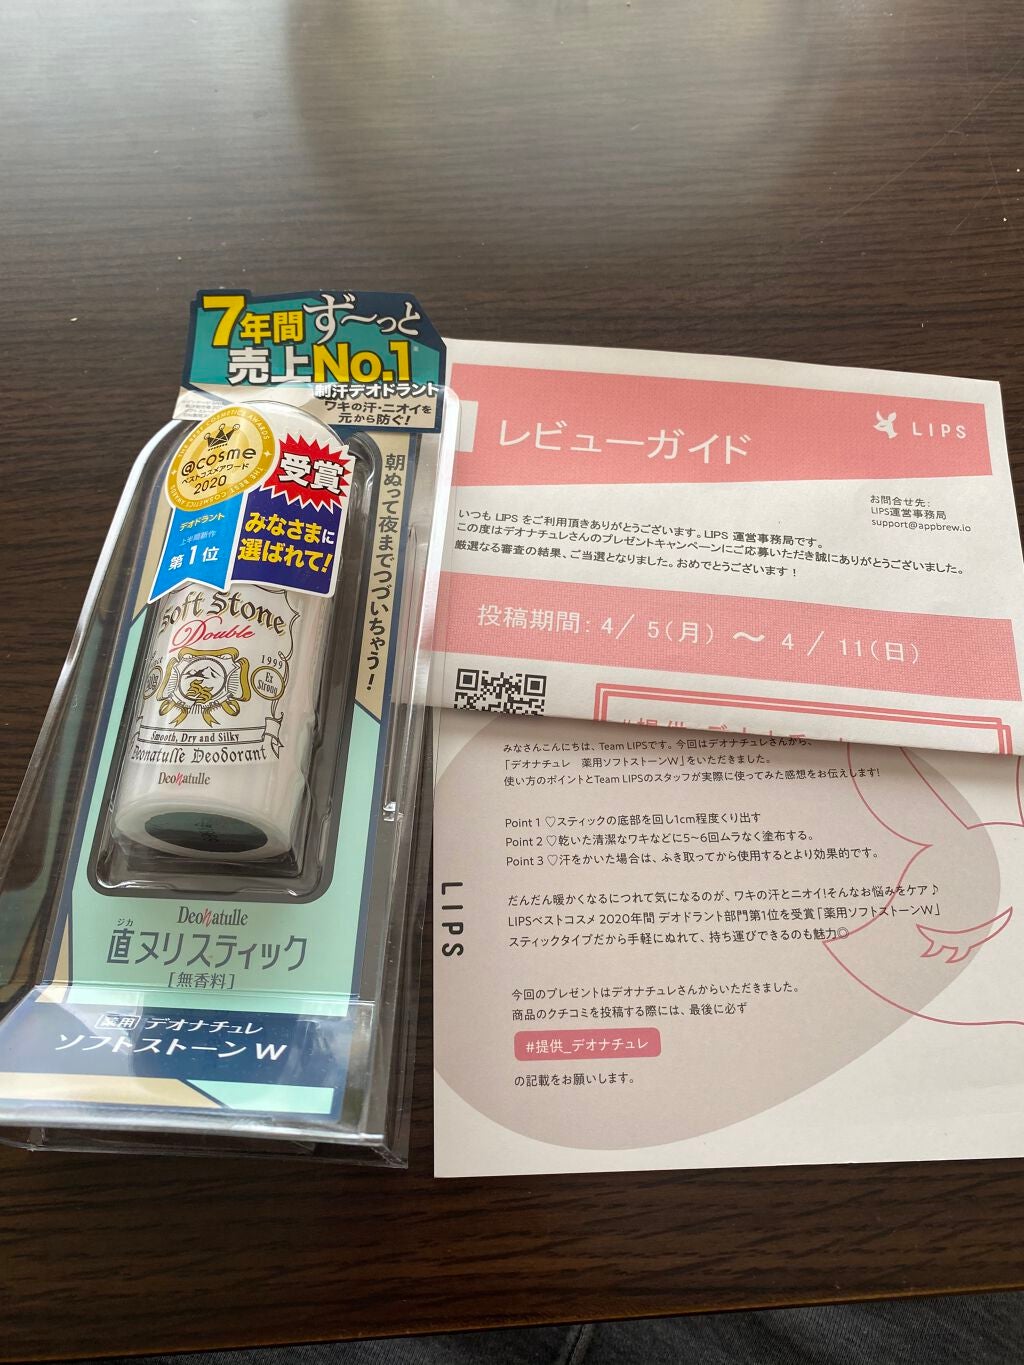 7年間ず〜っと
売上No.1
制汗デオドラント
ワキの汗・ニオイを
元から防ぐ!
THE BEST COSMETICS AWARDS
@cosme
ベストコスメアワード
2020
受賞
デオドラント
上半期新作
第1位
みなさまに
選ばれて!
朝ぬって夜までつづいちゃう!
Soft Stone
Double
1999
Ex
Strong
Smooth, Dry and Silky
Deonatulle Deodorant
Deonatulle
Deonatulle
ジカ
直ヌリスティック
[無香料]
薬用 デオナチュレ
ソフトストーンW
レビューガイド
LIPS
お問合せ先:
LIPS運営事務局
support@appbrew.io
いつも LIPS をご利用頂きありがとうございます。LIPS 運営事務局です。
この度はデオナチュレさんのプレゼントキャンペーンにご応募いただき誠にありがとうございました。
厳選なる審査の結果、ご当選となりました。おめでとうございます!
投稿期間: 4/ 5(月) 〜 4 / 11(日)
みなさんこんにちは、Team LIPSです。今回はデオナチュレさんから、
「デオナチュレ 薬用ソフトストーンW」をいただきました。
使い方のポイントとTeam LIPSのスタッフが実際に使ってみた感想をお伝えします!
Point 1 ♡スティックの底部を回し1cm程度くり出す
Point 2 ♡乾いた清潔なワキなどに5~6回ムラなく塗布する。
Point 3 ♡汗をかいた場合は、ふき取ってから使用するとより効果的です。
だんだん暖かくなるにつれて気になるのが、ワキの汗とニオイ!そんなお悩みをケア♪
LIPSベストコスメ 2020年間 デオドラント部門第1位を受賞「薬用ソフトストーンW」
スティックタイプだから手軽にぬれて、持ち運びできるのも魅力◎
今回のプレゼントはデオナチュレさんからいただきました。
商品のクチコミを投稿する際には、最後に必ず
#提供_デオナチュレ
の記載をお願いします。
LIPS